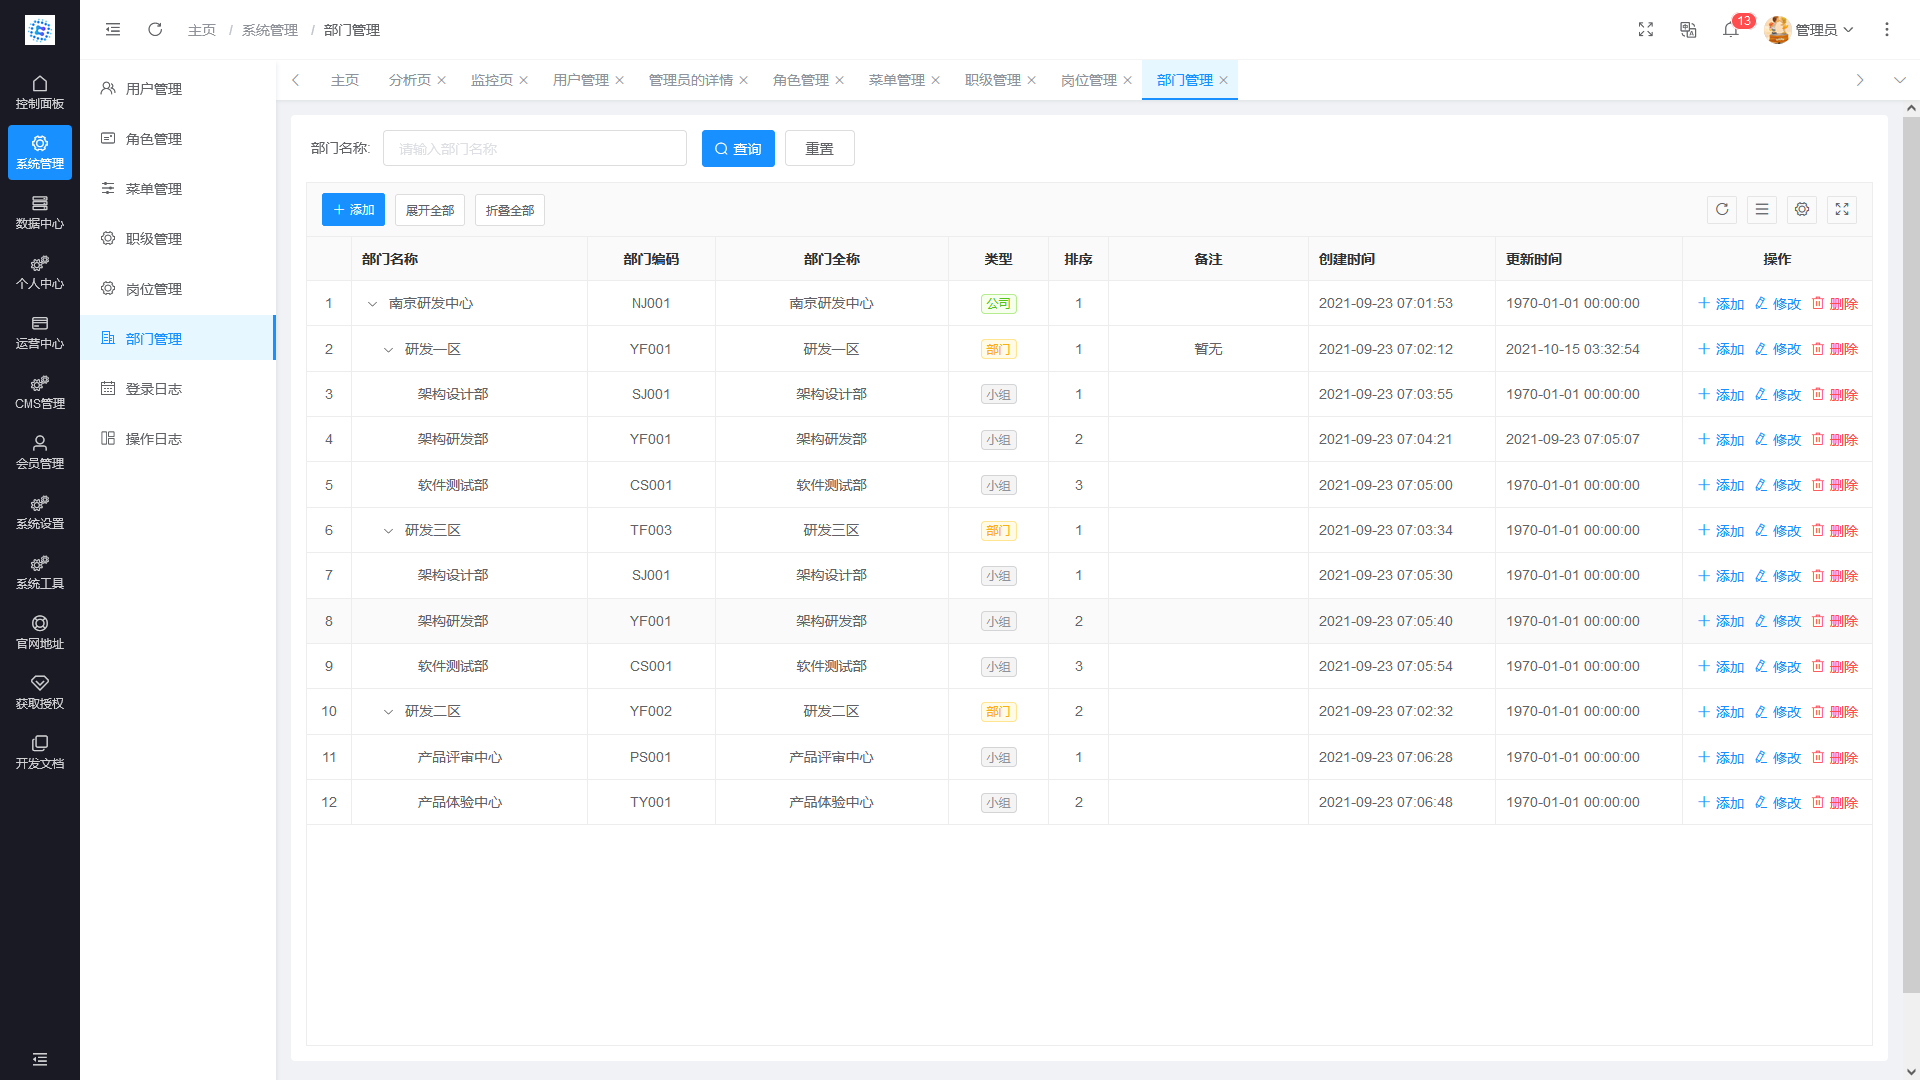 主页 / 系统管理 / 部门管理
13
管理员
控制面板
系统管理
数据中心
个人中心
运营中心
CMS管理
会员管理
系统设置
系统工具
官网地址
获取授权
开发文档
用户管理
角色管理
菜单管理
职级管理
岗位管理
部门管理
登录日志
操作日志
主页 分析页 监控页 用户管理 管理员的详情 角色管理 菜单管理 职级管理 岗位管理 部门管理
部门名称: 请输入部门名称 查询 重置
添加 展开全部 折叠全部
部门名称 部门编码 部门全称 类型 排序 备注 创建时间 更新时间 操作
1 南京研发中心 NJ001 南京研发中心 公司 1 2021-09-23 07:01:53 1970-01-01 00:00:00 添加 修改 删除
2 研发一区 YF001 研发一区 部门 1 暂无 2021-09-23 07:02:12 2021-10-15 03:32:54 添加 修改 删除
3 架构设计部 SJ001 架构设计部 小组 1 2021-09-23 07:03:55 1970-01-01 00:00:00 添加 修改 删除
4 架构研发部 YF001 架构研发部 小组 2 2021-09-23 07:04:21 2021-09-23 07:05:07 添加 修改 删除
5 软件测试部 CS001 软件测试部 小组 3 2021-09-23 07:05:00 1970-01-01 00:00:00 添加 修改 删除
6 研发三区 TF003 研发三区 部门 1 2021-09-23 07:03:34 1970-01-01 00:00:00 添加 修改 删除
7 架构设计部 SJ001 架构设计部 小组 1 2021-09-23 07:05:30 1970-01-01 00:00:00 添加 修改 删除
8 架构研发部 YF001 架构研发部 小组 2 2021-09-23 07:05:40 1970-01-01 00:00:00 添加 修改 删除
9 软件测试部 CS001 软件测试部 小组 3 2021-09-23 07:05:54 1970-01-01 00:00:00 添加 修改 删除
10 研发二区 YF002 研发二区 部门 2 2021-09-23 07:02:32 1970-01-01 00:00:00 添加 修改 删除
11 产品评审中心 PS001 产品评审中心 小组 1 2021-09-23 07:06:28 1970-01-01 00:00:00 添加 修改 删除
12 产品体验中心 TY001 产品体验中心 小组 2 2021-09-23 07:06:48 1970-01-01 00:00:00 添加 修改 删除